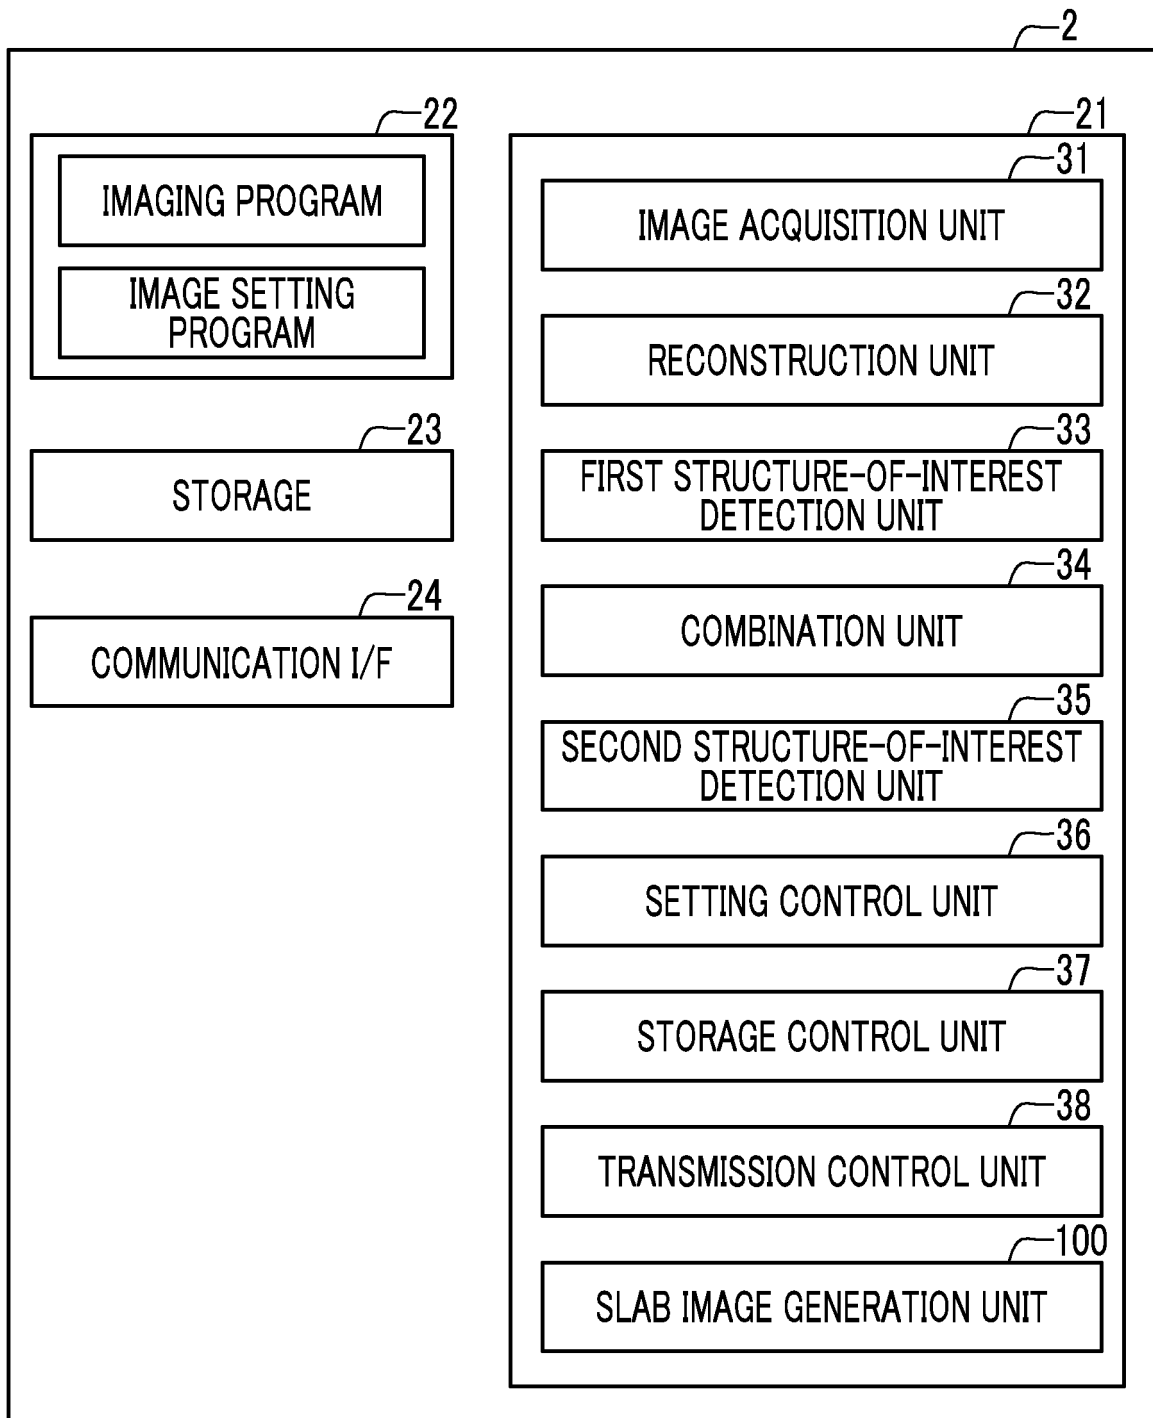 2
22
IMAGING PROGRAM
IMAGE SETTING
PROGRAM
23
STORAGE
24
COMMUNICATION I/F
21
31
IMAGE ACQUISITION UNIT
32
RECONSTRUCTION UNIT
33
FIRST STRUCTURE-OF-INTEREST
DETECTION UNIT
34
COMBINATION UNIT
35
SECOND STRUCTURE-OF-INTEREST
DETECTION UNIT
36
SETTING CONTROL UNIT
37
STORAGE CONTROL UNIT
38
TRANSMISSION CONTROL UNIT
100
SLAB IMAGE GENERATION UNIT